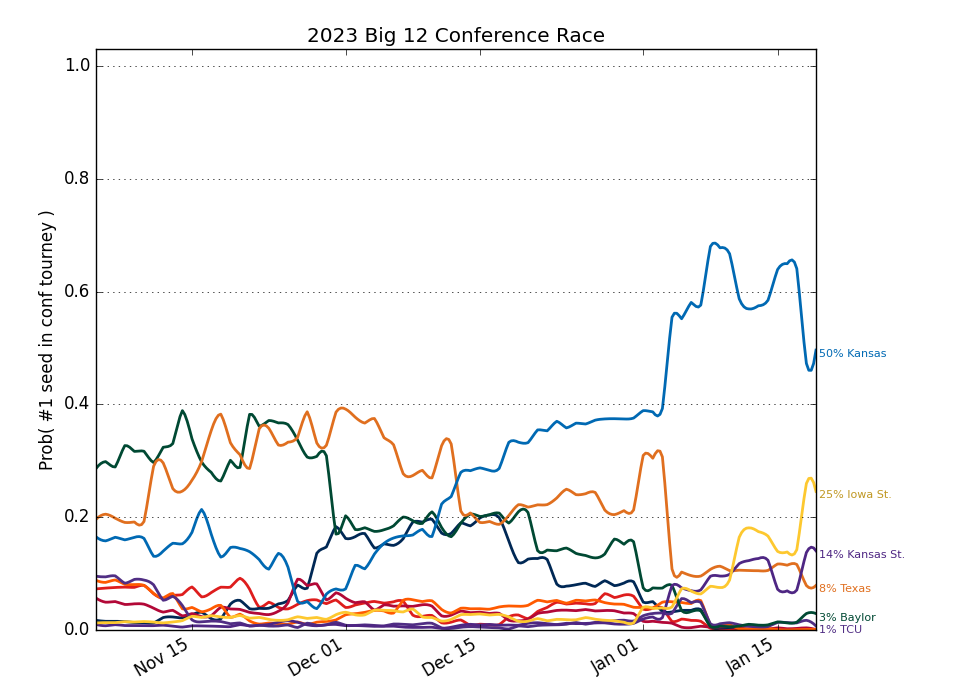 2023 Big 12 Conference Race
Prob( #1 seed in conf tourney )
1.0
0.8
0.6
0.4
0.2
0.0
50% Kansas
25% Iowa St.
14% Kansas St.
8% Texas
3% Baylor
1% TCU
Nov 15
Dec 01
Dec 15
Jan 01
Jan 15